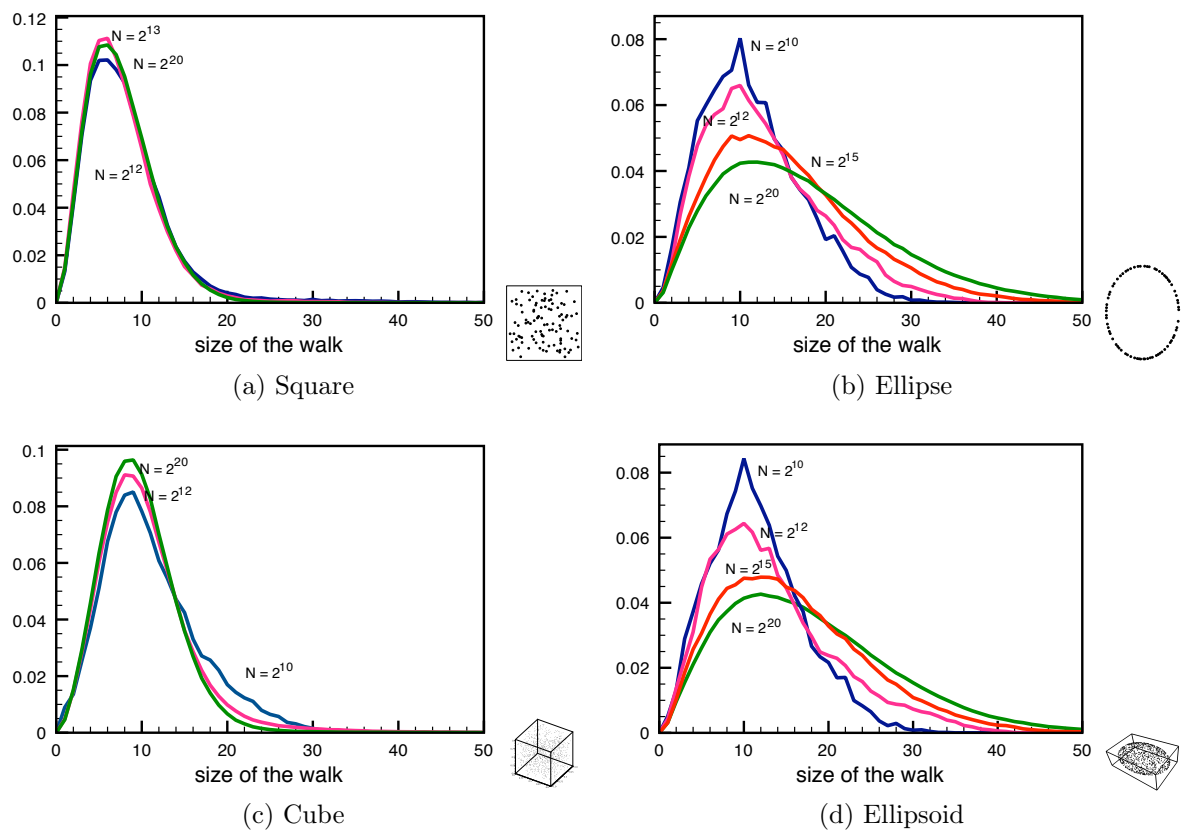 0.12
0.1
0.08
0.06
0.04
0.02
0
0 10 20 30 40 50
N = 2^13
N = 2^20
N = 2^12
size of the walk
(a) Square
0.08
0.06
0.04
0.02
0
0 10 20 30 40 50
N = 2^10
N = 2^12
N = 2^15
N = 2^20
size of the walk
(b) Ellipse
0.1
0.08
0.06
0.04
0.02
0
0 10 20 30 40 50
N = 2^20
N = 2^12
N = 2^10
size of the walk
(c) Cube
0.08
0.06
0.04
0.02
0
0 10 20 30 40 50
N = 2^10
N = 2^12
N = 2^15
N = 2^20
size of the walk
(d) Ellipsoid